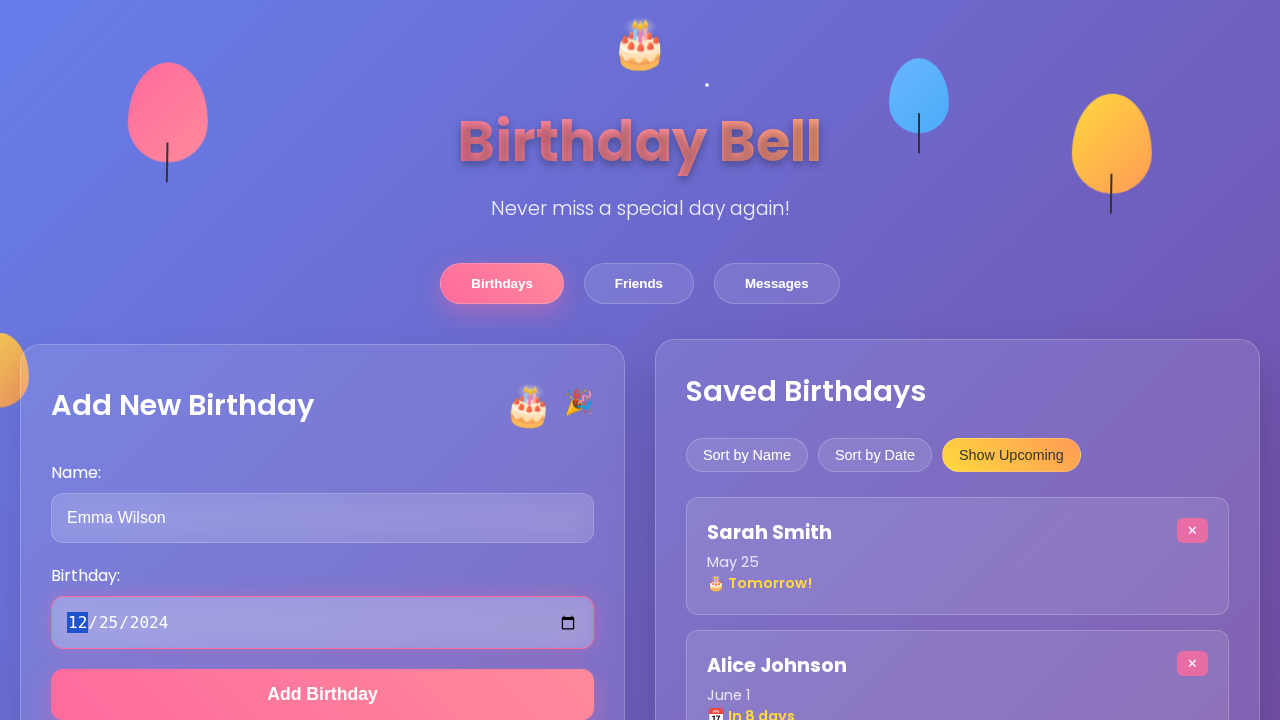 Birthday Bell
Never miss a special day again!
Birthdays
Friends
Messages
Add New Birthday
Name:
Emma Wilson
Birthday:
12/25/2024
Add Birthday
Saved Birthdays
Sort by Name
Sort by Date
Show Upcoming
Sarah Smith
×
May 25
🎂 Tomorrow!
Alice Johnson
×
June 1
📅 In 8 days